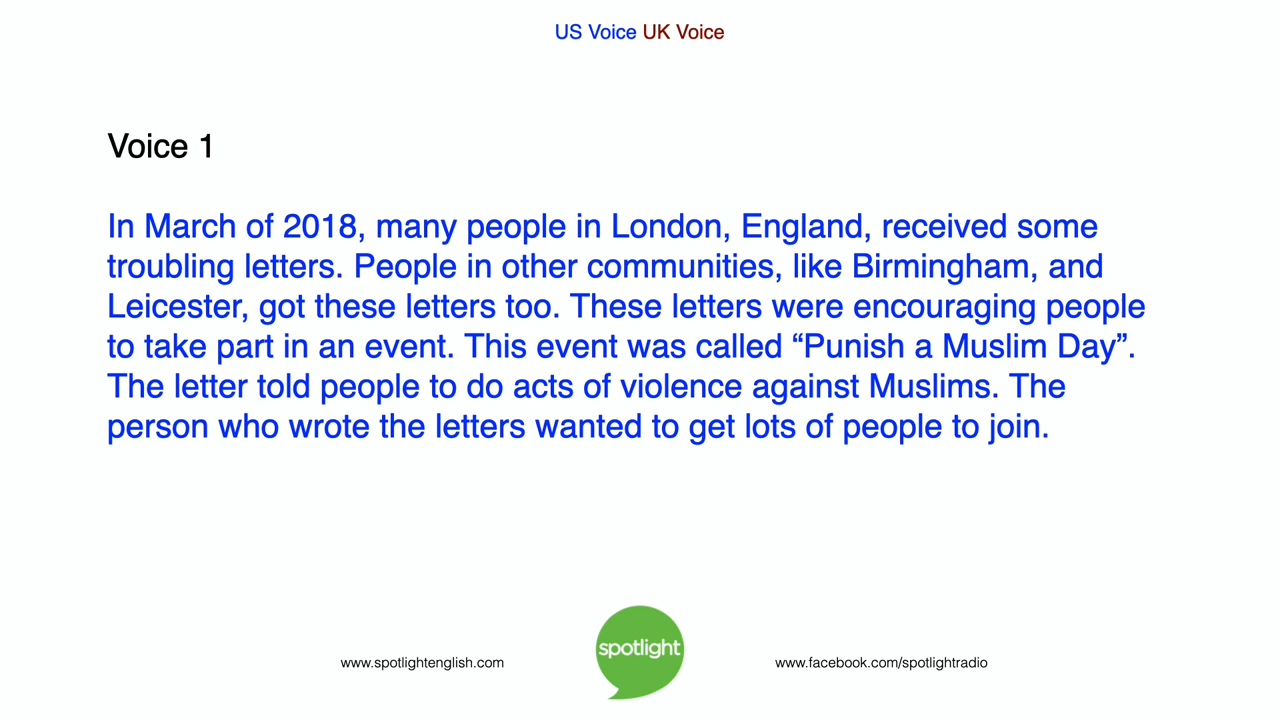 US Voice UK Voice
Voice 1
In March of 2018, many people in London, England, received some
troubling letters. People in other communities, like Birmingham, and
Leicester, got these letters too. These letters were encouraging people
to take part in an event. This event was called “Punish a Muslim Day”.
The letter told people to do acts of violence against Muslims. The
person who wrote the letters wanted to get lots of people to join.
www.spotlightenglish.com
spotlight
www.facebook.com/spotlightradio